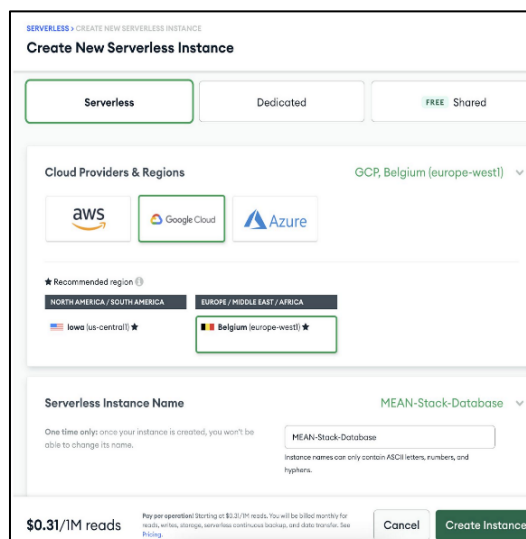 SERVERLESS > CREATE NEW SERVERLESS INSTANCE
Create New Serverless Instance
Serverless
Dedicated
FREE Shared
Cloud Providers & Regions
GCP, Belgium (europe-west1)
aws
Google Cloud
Azure
★ Recommended region
NORTH AMERICA / SOUTH AMERICA
EUROPE / MIDDLE EAST / AFRICA
Iowa (us-central1) ★
Belgium (europe-west1) ★
Serverless Instance Name
MEAN-Stack-Database
One time only: once your instance is created, you won't be
able to change its name.
MEAN-Stack-Database
Instance names can only contain ASCII letters, numbers, and
hyphens.
$0.31/1M reads
Pay per operation! Starting at $0.31/1M reads. You will be billed monthly for
reads, writes, storage, serverless continuous backup, and data transfer. See
Pricing.
Cancel
Create Instance